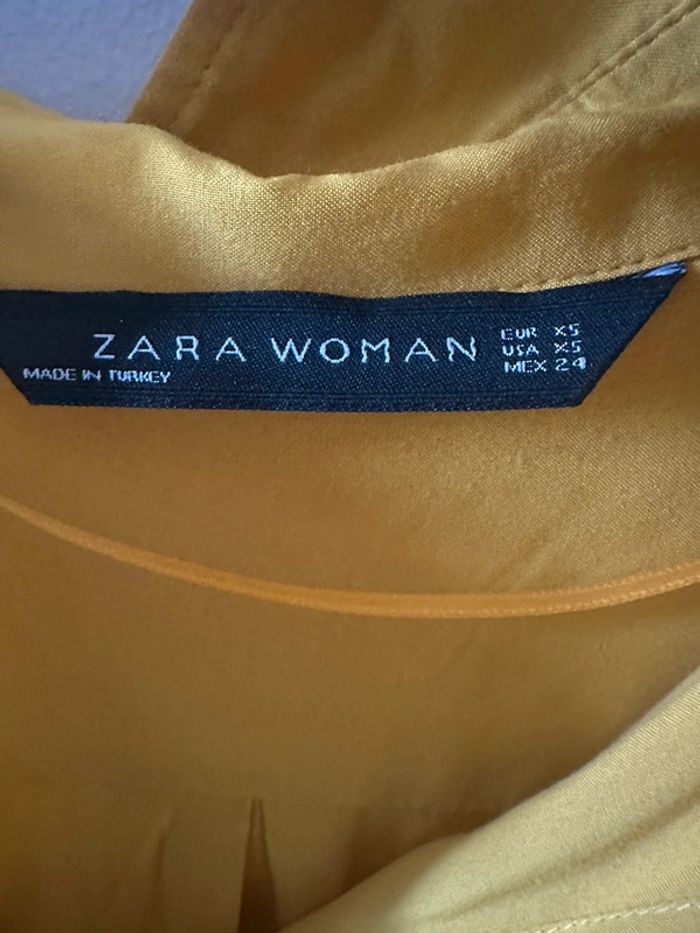 ZARA WOMAN
MADE IN TURKEY
EUR XS
USA XS
MEX 24